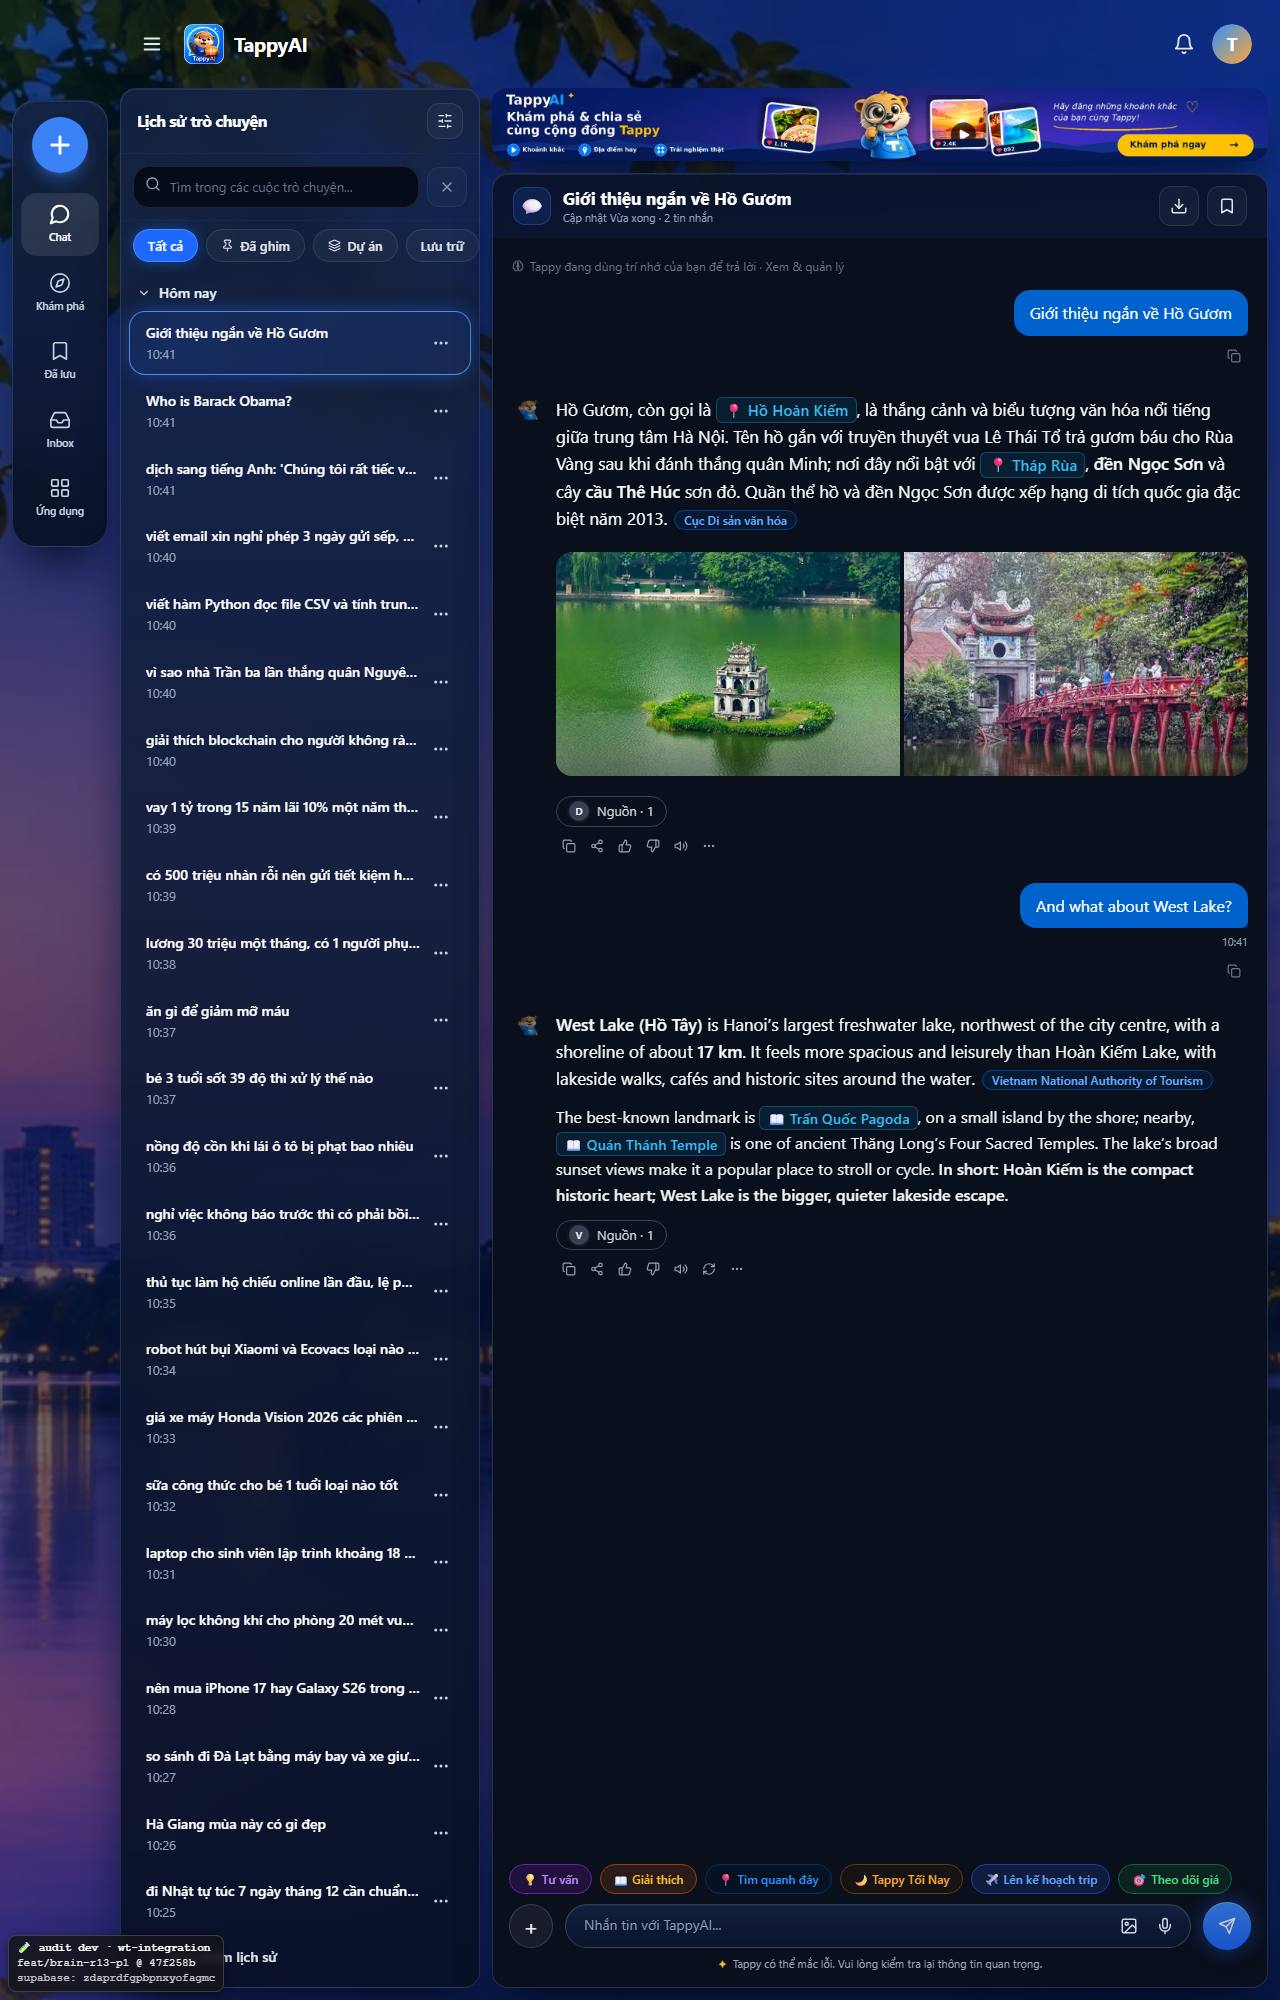 TappyAI
T
Chat
Khám phá
Đã lưu
Inbox
Ứng dụng
Lịch sử trò chuyện
Tìm trong các cuộc trò chuyện...
Tất cả
Đã ghim
Dự án
Lưu trữ
Hôm nay
Giới thiệu ngắn về Hồ Gươm
10:41
Who is Barack Obama?
10:41
dịch sang tiếng Anh: 'Chúng tôi rất tiếc v...
10:41
viết email xin nghỉ phép 3 ngày gửi sếp, ...
10:40
viết hàm Python đọc file CSV và tính trun...
10:40
vì sao nhà Trần ba lần thắng quân Nguyê...
10:40
giải thích blockchain cho người không rà...
10:40
vay 1 tỷ trong 15 năm lãi 10% một năm th...
10:39
có 500 triệu nhàn rỗi nên gửi tiết kiệm h...
10:39
lương 30 triệu một tháng, có 1 người phụ...
10:38
ăn gì để giảm mỡ máu
10:37
bé 3 tuổi sốt 39 độ thì xử lý thế nào
10:37
nồng độ cồn khi lái ô tô bị phạt bao nhiêu
10:36
nghỉ việc không báo trước thì có phải bồi...
10:36
thủ tục làm hộ chiếu online lần đầu, lệ p...
10:35
robot hút bụi Xiaomi và Ecovacs loại nào ...
10:34
giá xe máy Honda Vision 2026 các phiên ...
10:33
sữa công thức cho bé 1 tuổi loại nào tốt
10:32
laptop cho sinh viên lập trình khoảng 18 ...
10:31
máy lọc không khí cho phòng 20 mét vu...
10:30
nên mua iPhone 17 hay Galaxy S26 trong ...
10:28
so sánh đi Đà Lạt bằng máy bay và xe giư...
10:27
Hà Giang mùa này có gì đẹp
10:26
đi Nhật tự túc 7 ngày tháng 12 cần chuẩn...
10:25
lịch sử
audit dev · wt-integration
feat/brain-r13-p1 @ 47f258b
supabase: zdaprdfgpbpnxyofagmc
TappyAI
Khám phá & chia sẻ
cùng cộng đồng Tappy
Khoảnh khắc
Địa điểm hay
Trải nghiệm thật
1.1K
2.4K
892
Hãy đăng những khoảnh khắc
của bạn cùng Tappy!
Khám phá ngay →
Giới thiệu ngắn về Hồ Gươm
Cập nhật Vừa xong · 2 tin nhắn
Tappy đang dùng trí nhớ của bạn để trả lời · Xem & quản lý
Giới thiệu ngắn về Hồ Gươm
Hồ Gươm, còn gọi là 📍 Hồ Hoàn Kiếm, là thắng cảnh và biểu tượng văn hóa nổi tiếng
giữa trung tâm Hà Nội. Tên hồ gắn với truyền thuyết vua Lê Thái Tổ trả gươm báu cho Rùa
Vàng sau khi đánh thắng quân Minh; nơi đây nổi bật với 📍 Tháp Rùa, đền Ngọc Sơn và
cây cầu Thê Húc sơn đỏ. Quần thể hồ và đền Ngọc Sơn được xếp hạng di tích quốc gia đặc
biệt năm 2013. Cục Di sản văn hóa
D Nguồn · 1
And what about West Lake?
10:41
West Lake (Hồ Tây) is Hanoi’s largest freshwater lake, northwest of the city centre, with a
shoreline of about 17 km. It feels more spacious and leisurely than Hoàn Kiếm Lake, with
lakeside walks, cafés and historic sites around the water. Vietnam National Authority of Tourism
The best-known landmark is 📖 Trấn Quốc Pagoda, on a small island by the shore; nearby,
📖 Quán Thánh Temple is one of ancient Thăng Long’s Four Sacred Temples. The lake’s broad
sunset views make it a popular place to stroll or cycle. In short: Hoàn Kiếm is the compact
historic heart; West Lake is the bigger, quieter lakeside escape.
V Nguồn · 1
Tư vấn
Giải thích
Tìm quanh đây
Tappy Tối Nay
Lên kế hoạch trip
Theo dõi giá
Nhắn tin với TappyAI...
Tappy có thể mắc lỗi. Vui lòng kiểm tra lại thông tin quan trọng.